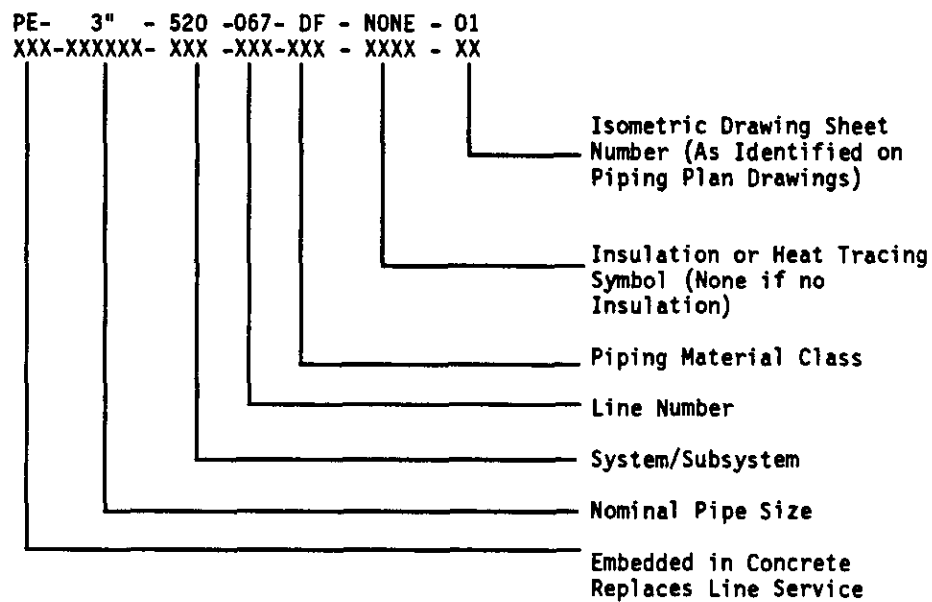 PE- 3" - 520 -067- DF - NONE - 01
XXX-XXXXXX- XXX -XXX-XXX - XXXX - XX
Isometric Drawing Sheet
Number (As Identified on
Piping Plan Drawings)
Insulation or Heat Tracing
Symbol (None if no
Insulation)
Piping Material Class
Line Number
System/Subsystem
Nominal Pipe Size
Embedded in Concrete
Replaces Line Service